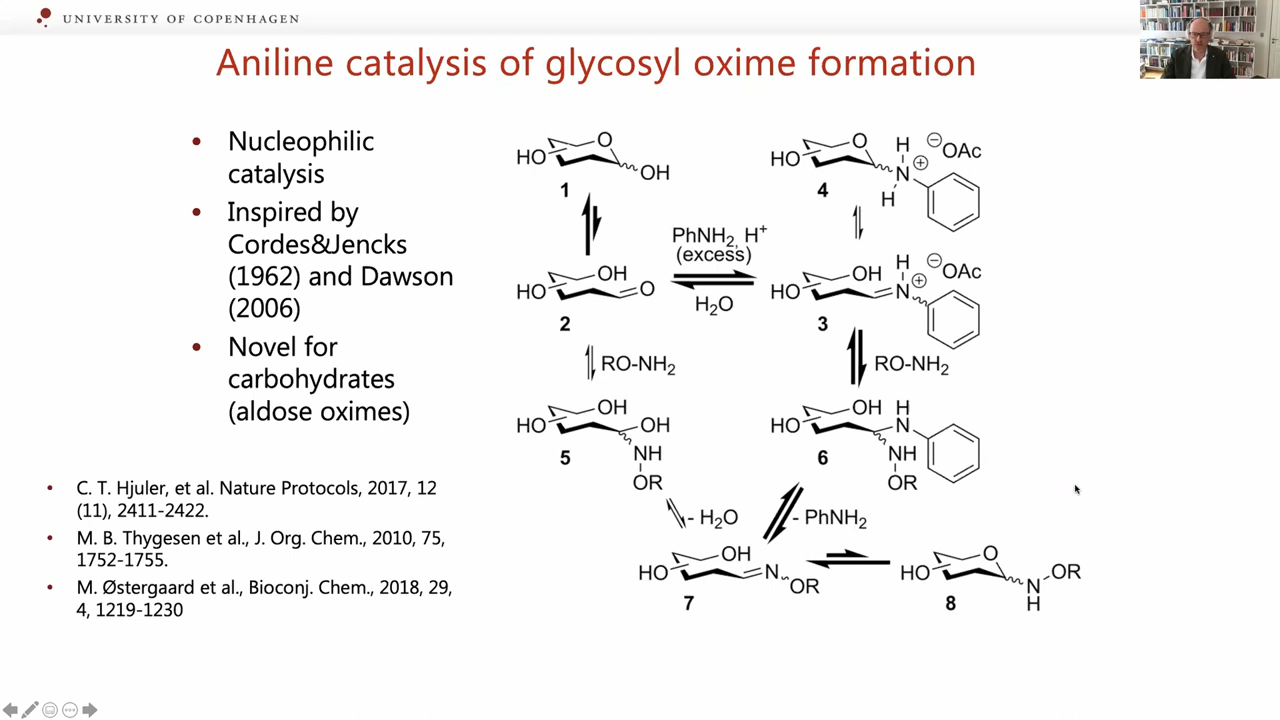 UNIVERSITY OF COPENHAGEN
Aniline catalysis of glycosyl oxime formation
• Nucleophilic
catalysis
• Inspired by
Cordes&Jencks
(1962) and Dawson
(2006)
• Novel for
carbohydrates
(aldose oximes)
• C. T. Hjuler, et al. Nature Protocols, 2017, 12
(11), 2411-2422.
• M. B. Thygesen et al., J. Org. Chem., 2010, 75,
1752-1755.
• M. Østergaard et al., Bioconj. Chem., 2018, 29,
4, 1219-1230
HO O OH
1
HO O H N H ⊕ ⊖OAc
4
PhNH2, H+
(excess)
H2O
HO OH O
2
HO OH H N ⊕ ⊖OAc
3
RO-NH2
RO-NH2
HO OH OH
NH
OR
5
HO OH H N
NH
OR
6
- H2O
- PhNH2
HO OH N OR
7
HO O N H OR
8